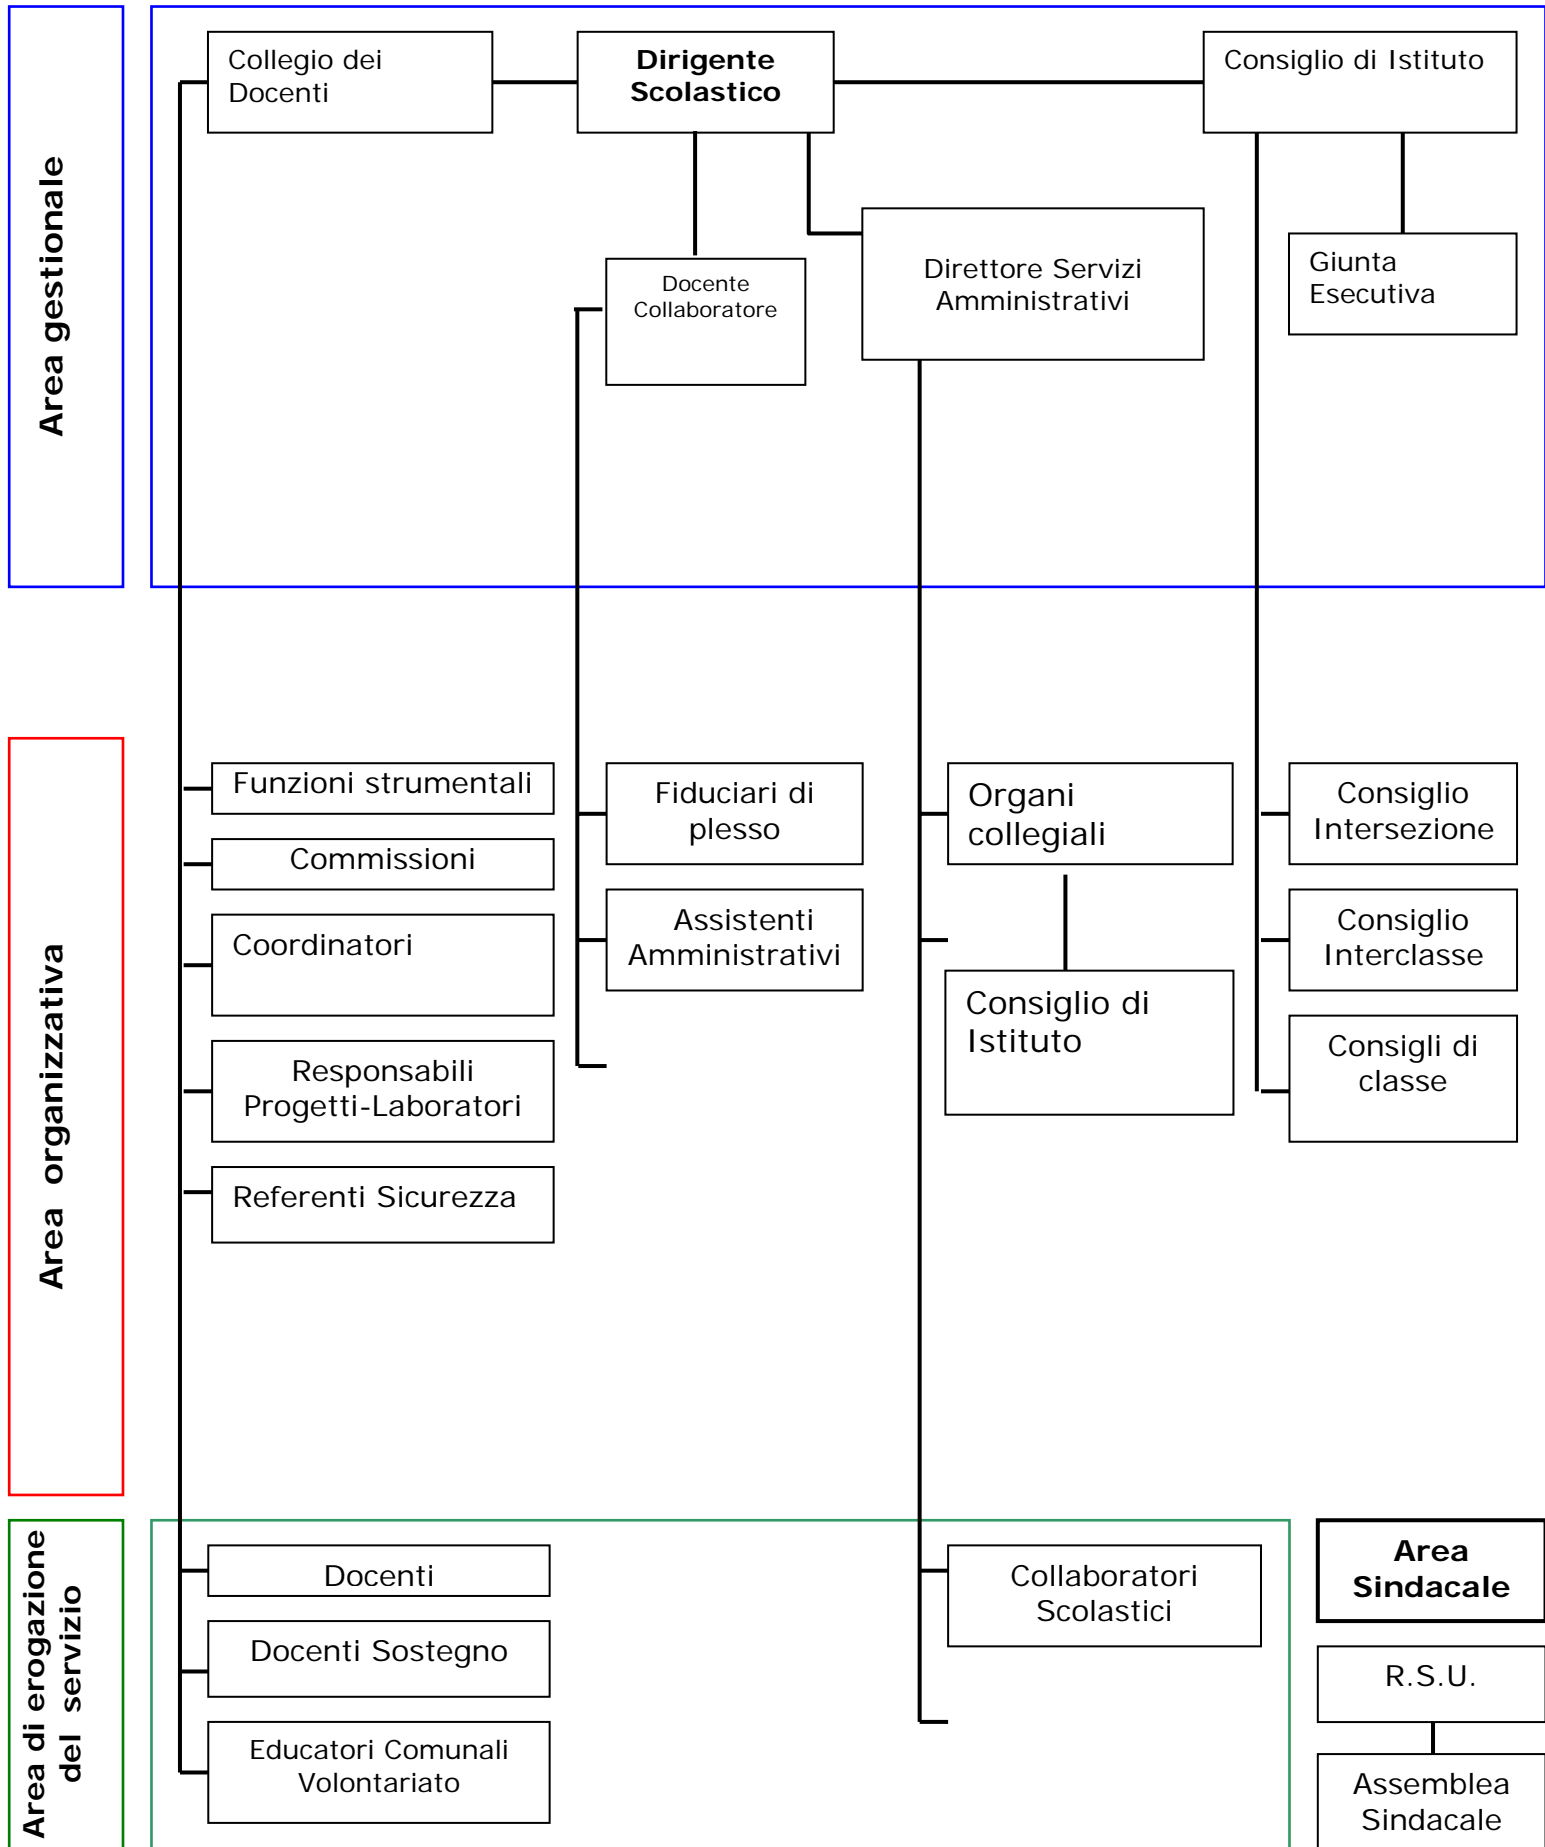 Area gestionale
Collegio dei
Docenti
Dirigente
Scolastico
Consiglio di Istituto
Docente
Collaboratore
Direttore Servizi
Amministrativi
Giunta
Esecutiva
Area organizzativa
Funzioni strumentali
Commissioni
Coordinatori
Responsabili
Progetti-Laboratori
Referenti Sicurezza
Fiduciari di
plesso
Assistenti
Amministrativi
Organi
collegiali
Consiglio di
Istituto
Consiglio
Intersezione
Consiglio
Interclasse
Consigli di
classe
Area di erogazione
del servizio
Docenti
Docenti Sostegno
Educatori Comunali
Volontariato
Collaboratori
Scolastici
Area
Sindacale
R.S.U.
Assemblea
Sindacale